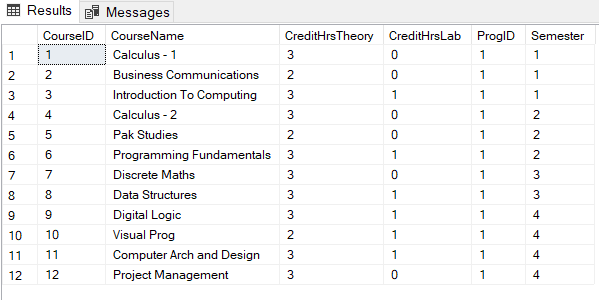 Results Messages
CourseID CourseName CreditHrsTheory CreditHrsLab ProgID Semester
1 1 Calculus - 1 3 0 1 1
2 2 Business Communications 2 0 1 1
3 3 Introduction To Computing 3 1 1 1
4 4 Calculus - 2 3 0 1 2
5 5 Pak Studies 2 0 1 2
6 6 Programming Fundamentals 3 1 1 2
7 7 Discrete Maths 3 0 1 3
8 8 Data Structures 3 1 1 3
9 9 Digital Logic 3 1 1 4
10 10 Visual Prog 2 1 1 4
11 11 Computer Arch and Design 3 1 1 4
12 12 Project Management 3 0 1 4